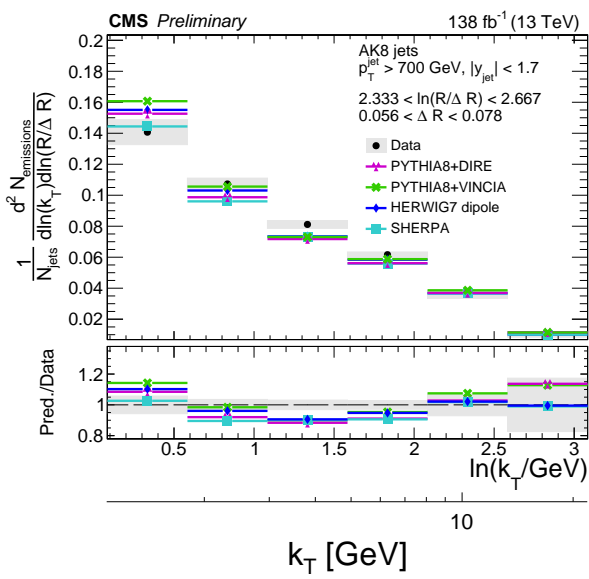 CMS Preliminary 138 fb⁻¹ (13 TeV)
AK8 jets
p_T^jet > 700 GeV, |y_jet| < 1.7
2.333 < ln(R/Δ R) < 2.667
0.056 < Δ R < 0.078
Data
PYTHIA8+DIRE
PYTHIA8+VINCIA
HERWIG7 dipole
SHERPA
1/N_jets d² N_emissions / dln(k_T)dln(R/Δ R)
0.2
0.18
0.16
0.14
0.12
0.1
0.08
0.06
0.04
0.02
Pred./Data
1.2
1
0.8
0.5 1 1.5 2 2.5 3
ln(k_T/GeV)
10
k_T [GeV]